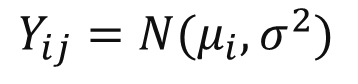 Y_{ij} = N(μ_i, σ^2)